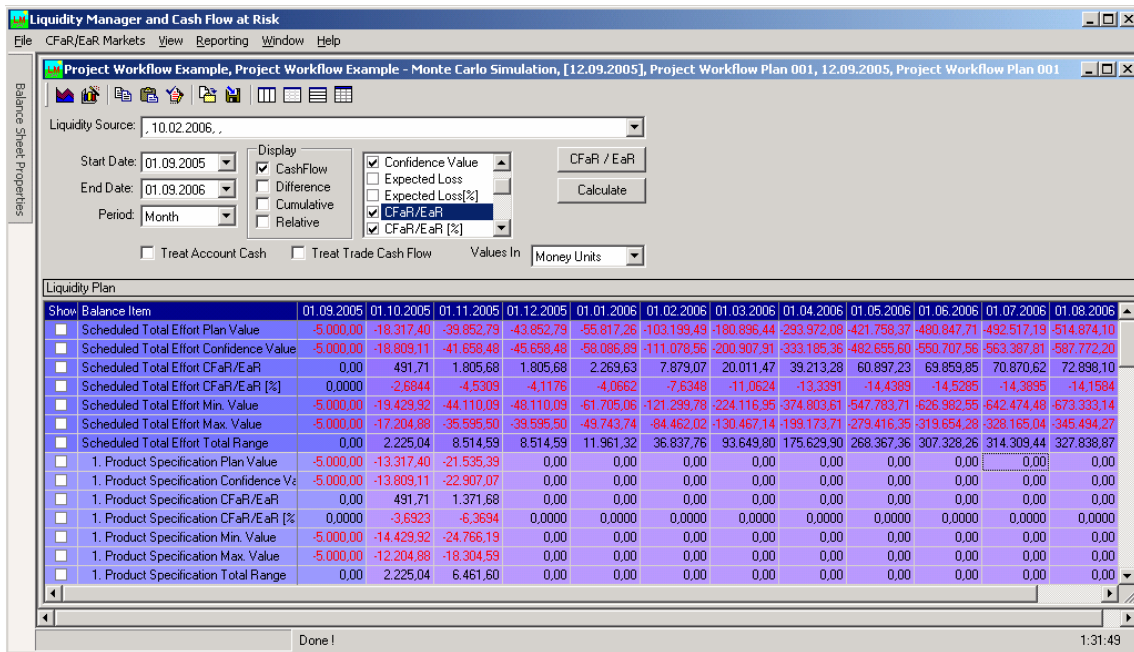 Liquidity Manager and Cash Flow at Risk
File CFaR/EaR Markets View Reporting Window Help
Balance Sheet Properties
Project Workflow Example, Project Workflow Example - Monte Carlo Simulation, [12.09.2005], Project Workflow Plan 001, 12.09.2005, Project Workflow Plan 001
Liquidity Source: , 10.02.2006, ,
Start Date: 01.09.2005
End Date: 01.09.2006
Period: Month
Display
CashFlow
Difference
Cumulative
Relative
Confidence Value
Expected Loss
Expected Loss[%]
CFaR/EaR
CFaR/EaR [%]
CFaR / EaR
Calculate
Treat Account Cash Treat Trade Cash Flow Values In Money Units
Liquidity Plan
Show Balance Item 01.09.2005 01.10.2005 01.11.2005 01.12.2005 01.01.2006 01.02.2006 01.03.2006 01.04.2006 01.05.2006 01.06.2006 01.07.2006 01.08.2006
Scheduled Total Effort Plan Value -5.000,00 -18.317,40 -39.852,79 -43.852,79 -55.817,26 -103.199,49 -180.896,44 -293.972,08 -421.758,37 -480.847,71 -492.517,19 -514.874,10
Scheduled Total Effort Confidence Value -5.000,00 -18.809,11 -41.658,48 -45.658,48 -58.086,89 -111.078,56 -200.907,91 -333.185,36 -482.655,60 -550.707,56 -563.387,81 -587.772,20
Scheduled Total Effort CFaR/EaR 0,00 491,71 1.805,68 1.805,68 2.269,63 7.879,07 20.011,47 39.213,28 60.897,23 69.859,85 70.870,62 72.898,10
Scheduled Total Effort CFaR/EaR [%] 0,0000 -2,6844 -4,5309 -4,1176 -4,0662 -7,6348 -11,0624 -13,3391 -14,4389 -14,5285 -14,3895 -14,1584
Scheduled Total Effort Min. Value -5.000,00 -19.429,92 -44.110,09 -48.110,09 -61.705,06 -121.299,78 -224.116,95 -374.803,61 -547.783,71 -626.982,55 -642.474,48 -673.333,14
Scheduled Total Effort Max. Value -5.000,00 -17.204,88 -35.595,50 -39.595,50 -49.743,74 -84.462,02 -130.467,14 -199.173,71 -279.416,35 -319.654,28 -328.165,04 -345.494,27
Scheduled Total Effort Total Range 0,00 2.225,04 8.514,59 8.514,59 11.961,32 36.837,76 93.649,80 175.629,90 268.367,36 307.328,26 314.309,44 327.838,87
1. Product Specification Plan Value -5.000,00 -13.317,40 -21.535,39 0,00 0,00 0,00 0,00 0,00 0,00 0,00 0,00 0,00
1. Product Specification Confidence Va -5.000,00 -13.809,11 -22.907,07 0,00 0,00 0,00 0,00 0,00 0,00 0,00 0,00 0,00
1. Product Specification CFaR/EaR 0,00 491,71 1.371,68 0,00 0,00 0,00 0,00 0,00 0,00 0,00 0,00 0,00
1. Product Specification CFaR/EaR [% 0,0000 -3,6923 -6,3694 0,0000 0,0000 0,0000 0,0000 0,0000 0,0000 0,0000 0,0000 0,0000
1. Product Specification Min. Value -5.000,00 -14.429,92 -24.766,19 0,00 0,00 0,00 0,00 0,00 0,00 0,00 0,00 0,00
1. Product Specification Max. Value -5.000,00 -12.204,88 -18.304,59 0,00 0,00 0,00 0,00 0,00 0,00 0,00 0,00 0,00
1. Product Specification Total Range 0,00 2.225,04 6.461,60 0,00 0,00 0,00 0,00 0,00 0,00 0,00 0,00 0,00
Done ! 1:31:49